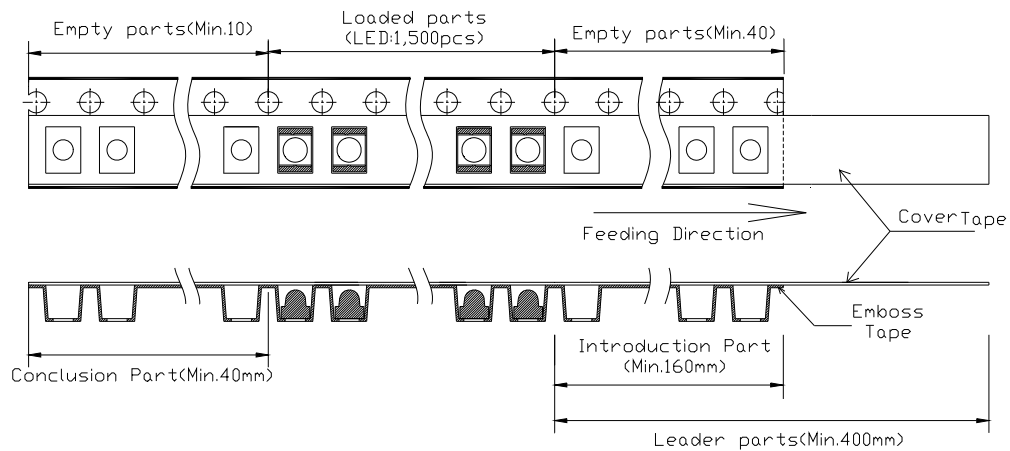 Empty parts(Min.10)
Loaded parts
(LED:1,500pcs)
Empty parts(Min.40)
Feeding Direction
CoverTape
Emboss
Tape
Introduction Part
(Min.160mm)
Conclusion Part(Min.40mm)
Leader parts(Min.400mm)